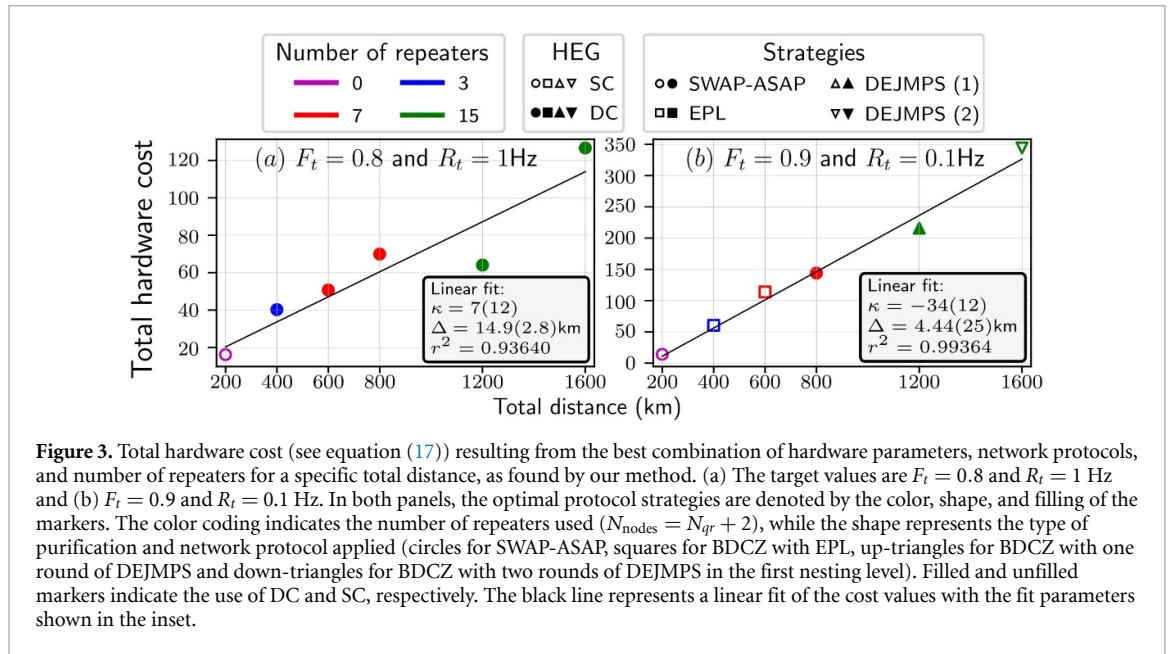 Number of repeaters
0
3
7
15
HEG
○□△▽ SC
●■▲▼ DC
Strategies
○● SWAP-ASAP
△▲ DEJMPS (1)
□■ EPL
▽▼ DEJMPS (2)
Total hardware cost
(a) F_t = 0.8 and R_t = 1Hz
120
100
80
60
40
20
Linear fit:
κ = 7(12)
Δ = 14.9(2.8)km
r² = 0.93640
200 400 600 800 1200 1600
(b) F_t = 0.9 and R_t = 0.1Hz
350
300
250
200
150
100
50
0
Linear fit:
κ = −34(12)
Δ = 4.44(25)km
r² = 0.99364
200 400 600 800 1200 1600
Total distance (km)
Figure 3. Total hardware cost (see equation (17)) resulting from the best combination of hardware parameters, network protocols,
and number of repeaters for a specific total distance, as found by our method. (a) The target values are F_t = 0.8 and R_t = 1 Hz
and (b) F_t = 0.9 and R_t = 0.1 Hz. In both panels, the optimal protocol strategies are denoted by the color, shape, and filling of the
markers. The color coding indicates the number of repeaters used (N_nodes = N_qr + 2), while the shape represents the type of
purification and network protocol applied (circles for SWAP-ASAP, squares for BDCZ with EPL, up-triangles for BDCZ with one
round of DEJMPS and down-triangles for BDCZ with two rounds of DEJMPS in the first nesting level). Filled and unfilled
markers indicate the use of DC and SC, respectively. The black line represents a linear fit of the cost values with the fit parameters
shown in the inset.